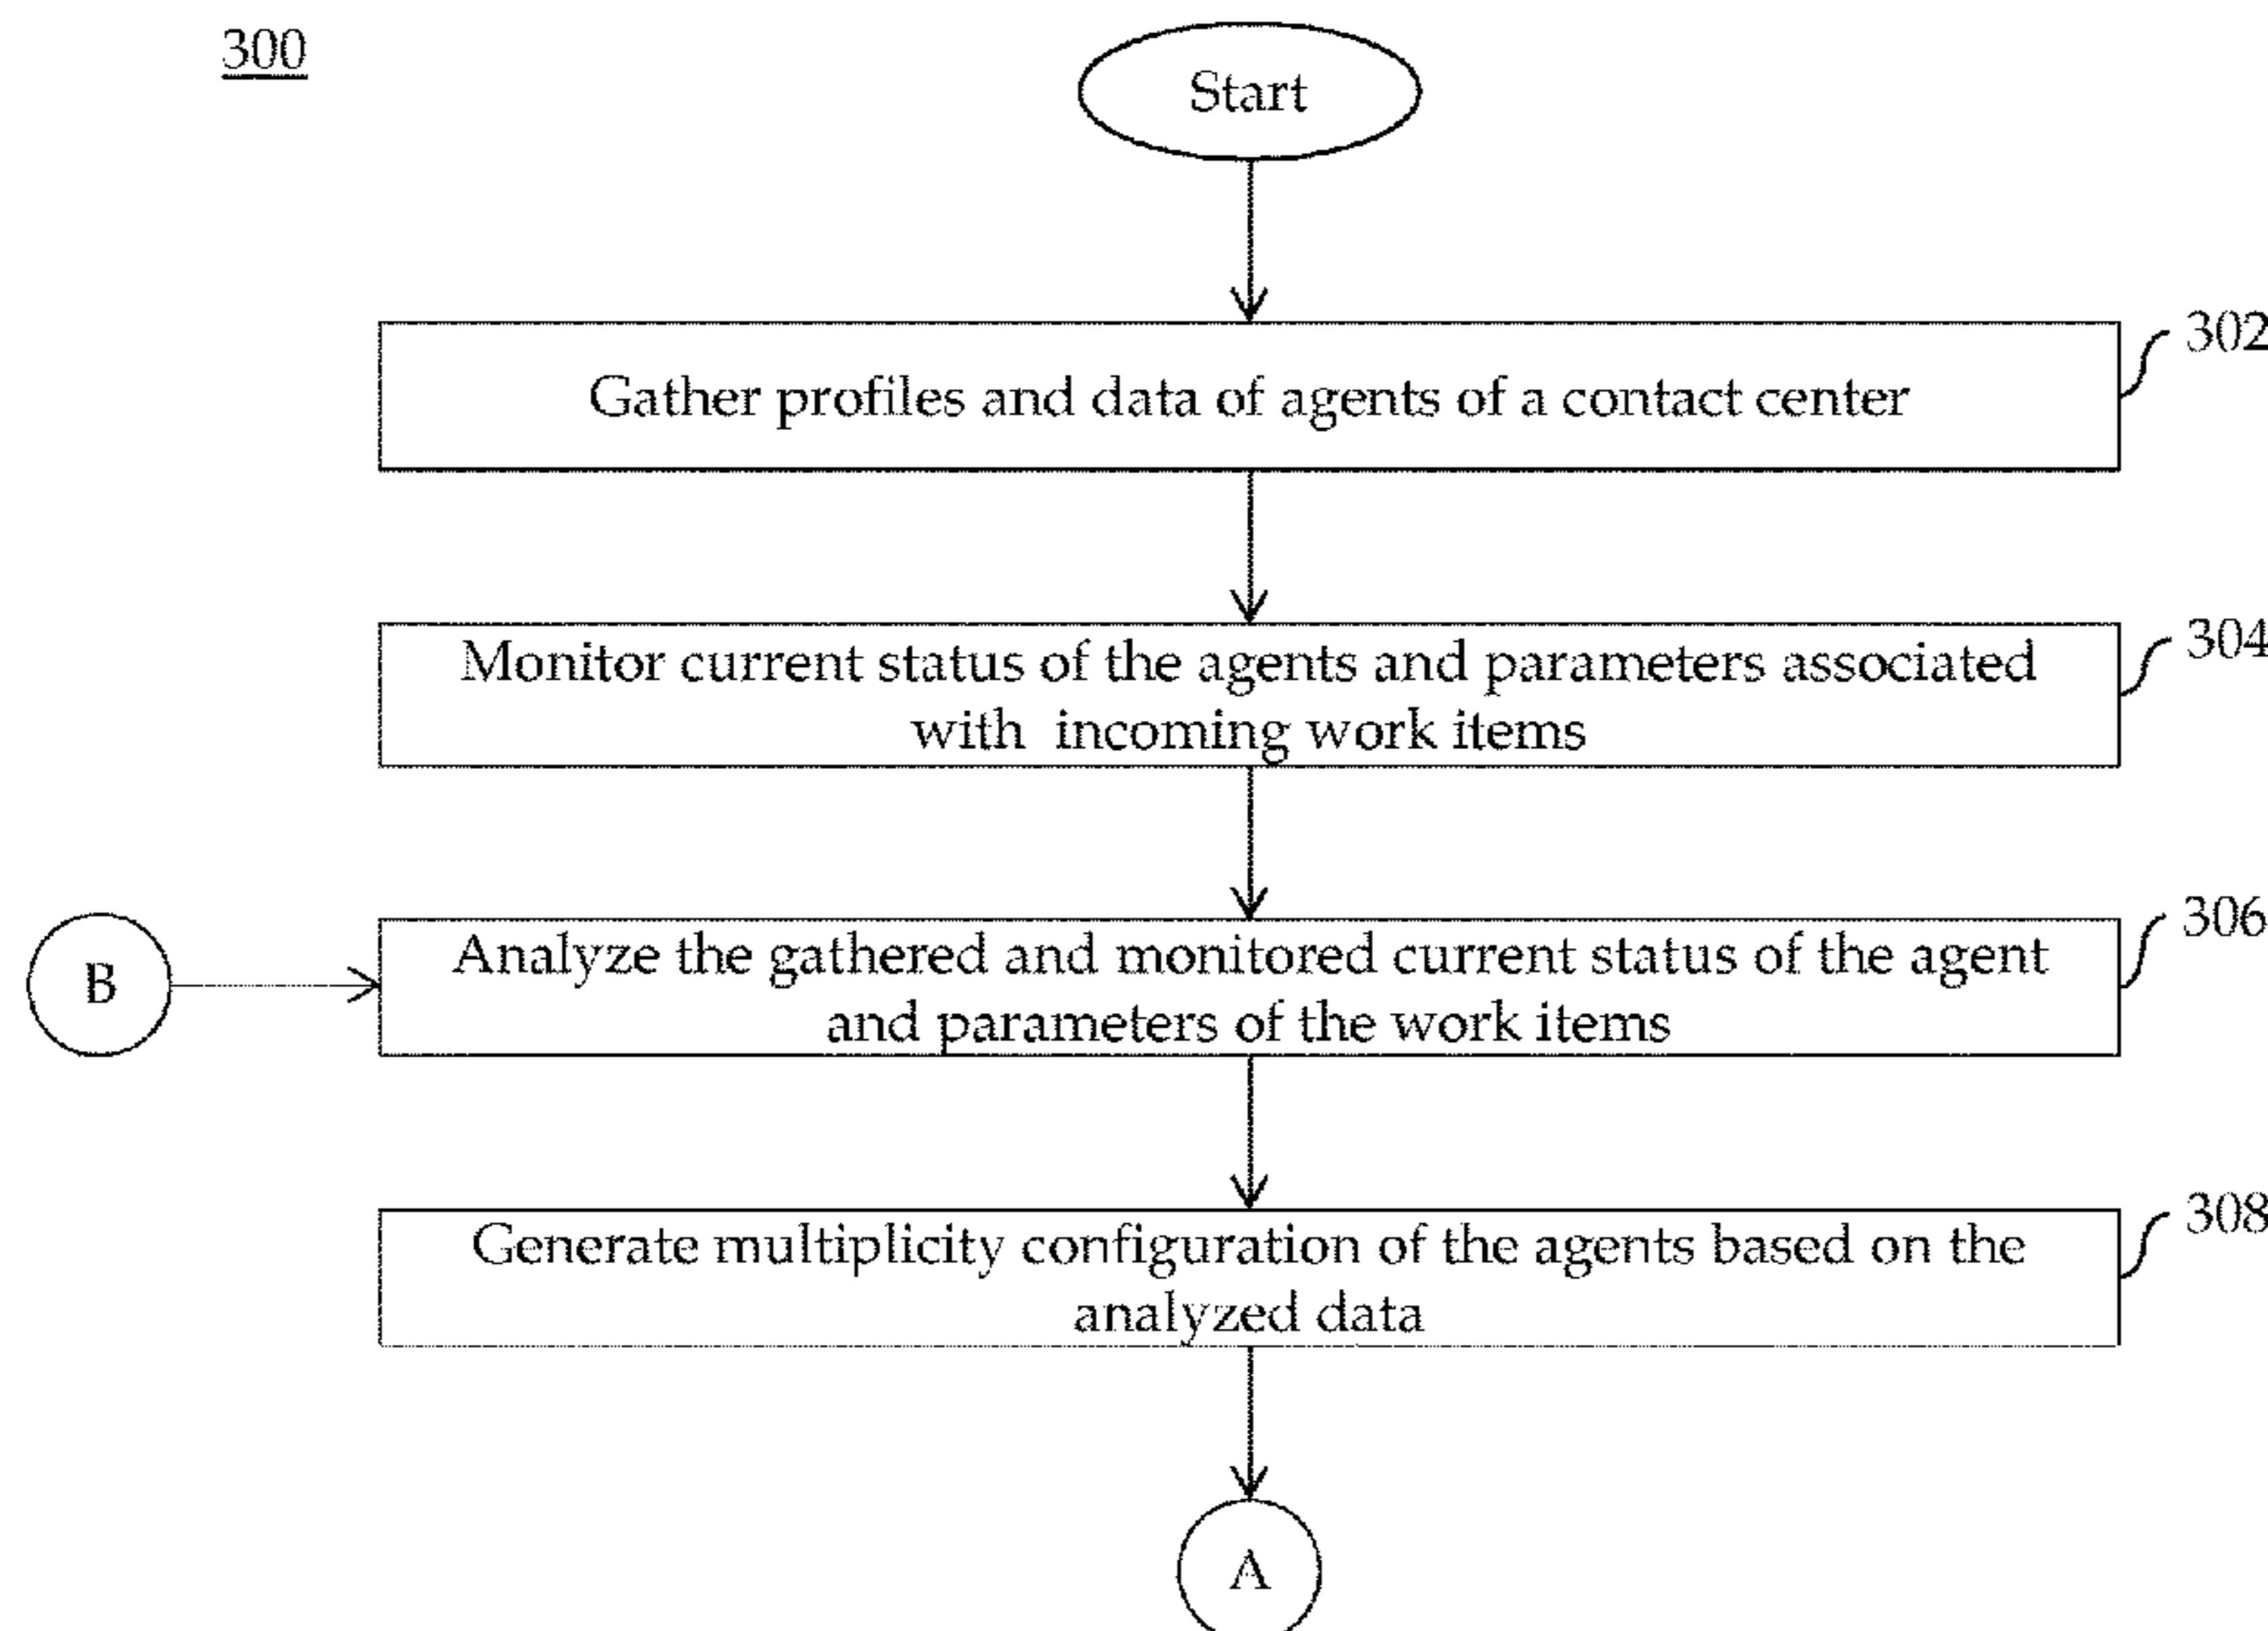 300
Start
302
Gather profiles and data of agents of a contact center
304
Monitor current status of the agents and parameters associated
with incoming work items
306
B
Analyze the gathered and monitored current status of the agent
and parameters of the work items
308
Generate multiplicity configuration of the agents based on the
analyzed data
A